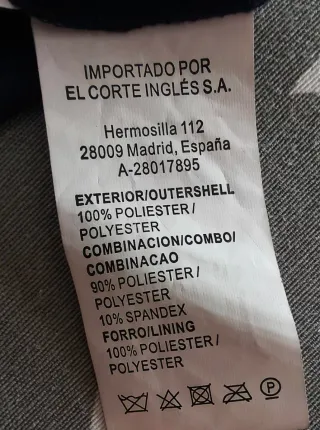 IMPORTADO POR
EL CORTE INGLÉS S.A.
Hermosilla 112
28009 Madrid, España
A-28017895
EXTERIOR/OUTERSHELL
100% POLIESTER /
POLYESTER
COMBINACION/COMBO/
COMBINACAO
90% POLIESTER /
POLYESTER
10% SPANDEX
FORRO/LINING
100% POLIESTER /
POLYESTER
P